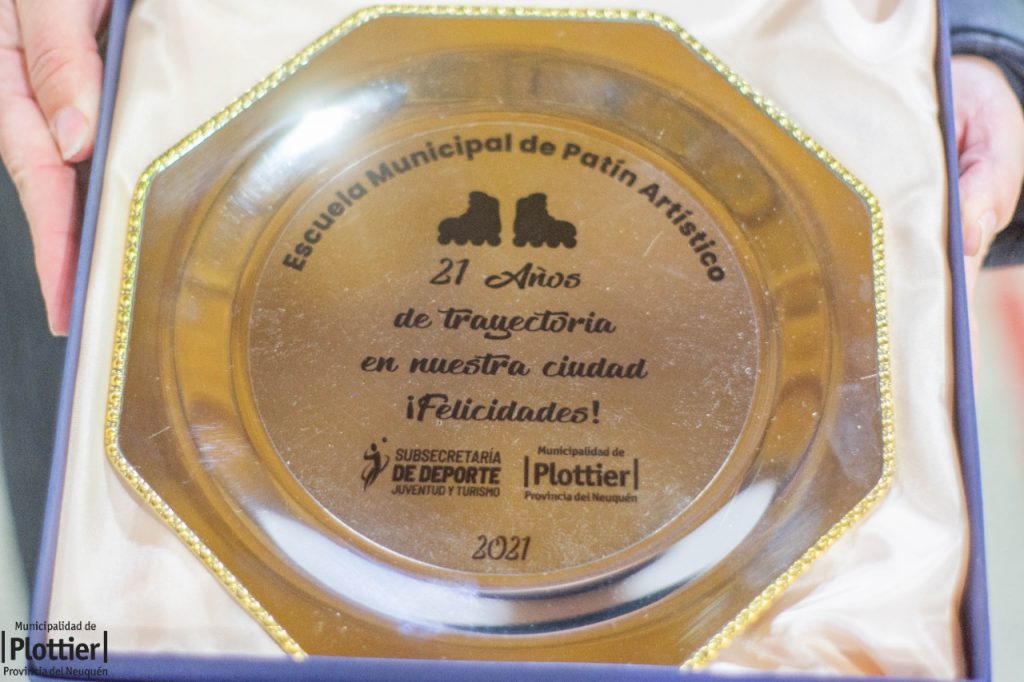 Escuela Municipal de Patín Artístico
21 Años
de trayectoria
en nuestra ciudad
¡Felicidades!
SUBSECRETARÍA
DE DEPORTE
JUVENTUD Y TURISMO
Municipalidad de
Plottier
Provincia del Neuquén
2021
Municipalidad de
Plottier
Provincia del Neuquén